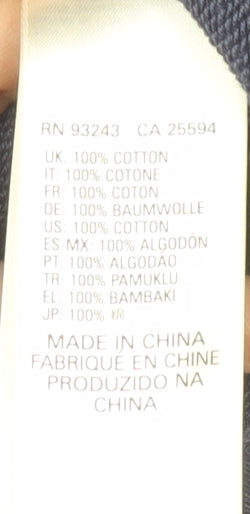 RN 93243 CA 25594
UK: 100% COTTON
IT: 100% COTONE
FR: 100% COTON
DE: 100% BAUMWOLLE
US: 100% COTTON
ES-MX: 100% ALGODÓN
PT: 100% ALGODÃO
TR: 100% PAMUKLU
EL: 100% BAMBAKI
JP: 100% 綿
MADE IN CHINA
FABRIQUÉ EN CHINE
PRODUZIDO NA
CHINA